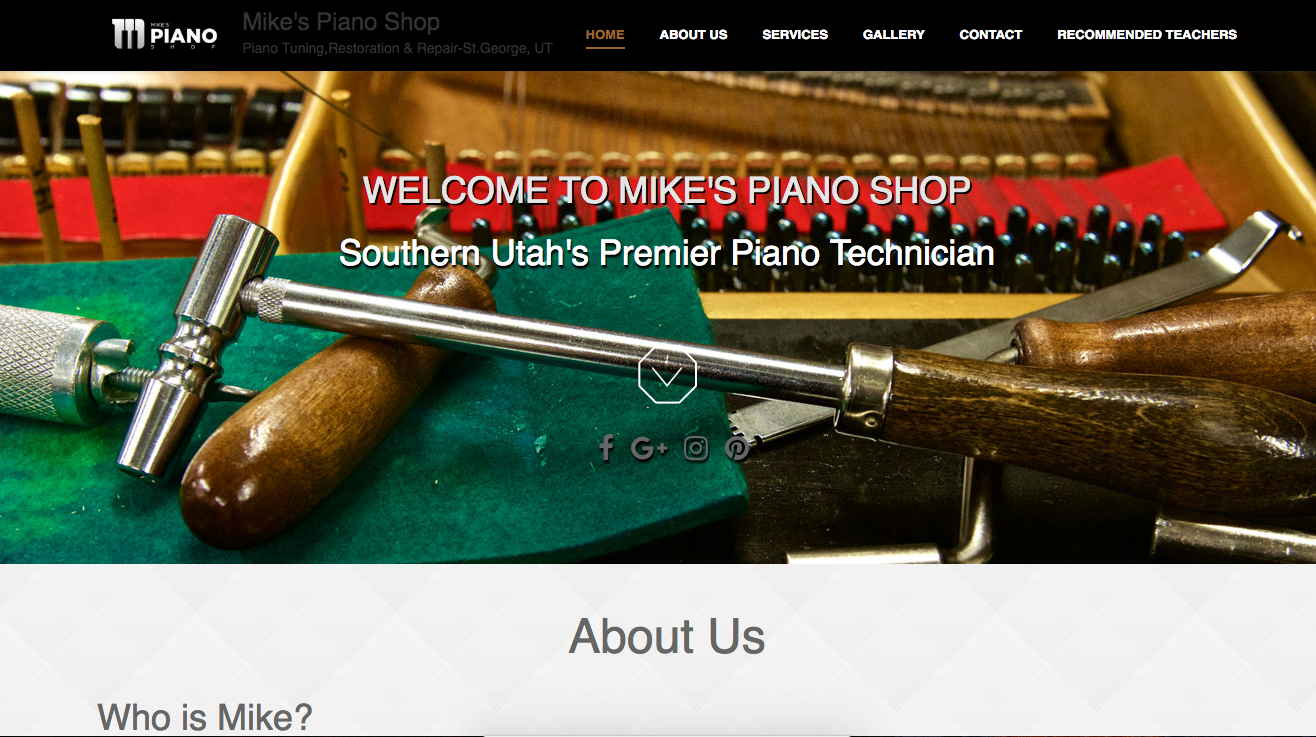 MIKES
PIANO
SHOP
Mike's Piano Shop
Piano Tuning,Restoration & Repair-St.George, UT
HOME ABOUT US SERVICES GALLERY CONTACT RECOMMENDED TEACHERS
WELCOME TO MIKE'S PIANO SHOP
Southern Utah's Premier Piano Technician
About Us
Who is Mike?